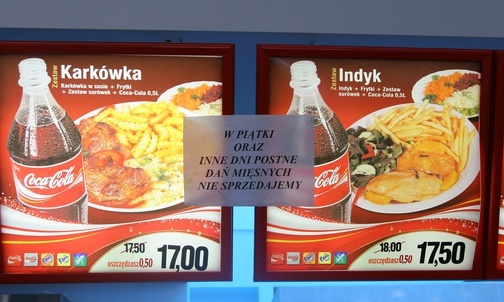 Zestaw
Karkówka
Karkówka w sosie + Frytki
+ Zestaw surówek + Coca-Cola 0,5L
Coca-Cola
17,50
oszczędzasz 0,50
17,00
W PIĄTKI
ORAZ
INNE DNI POSTNE
DAŃ MIĘSNYCH
NIE SPRZEDAJEMY
Zestaw
Indyk
Indyk + Frytki + Zestaw
surówek + Coca-Cola 0,5L
Coca-Cola
18,00
oszczędzasz 0,50
17,50